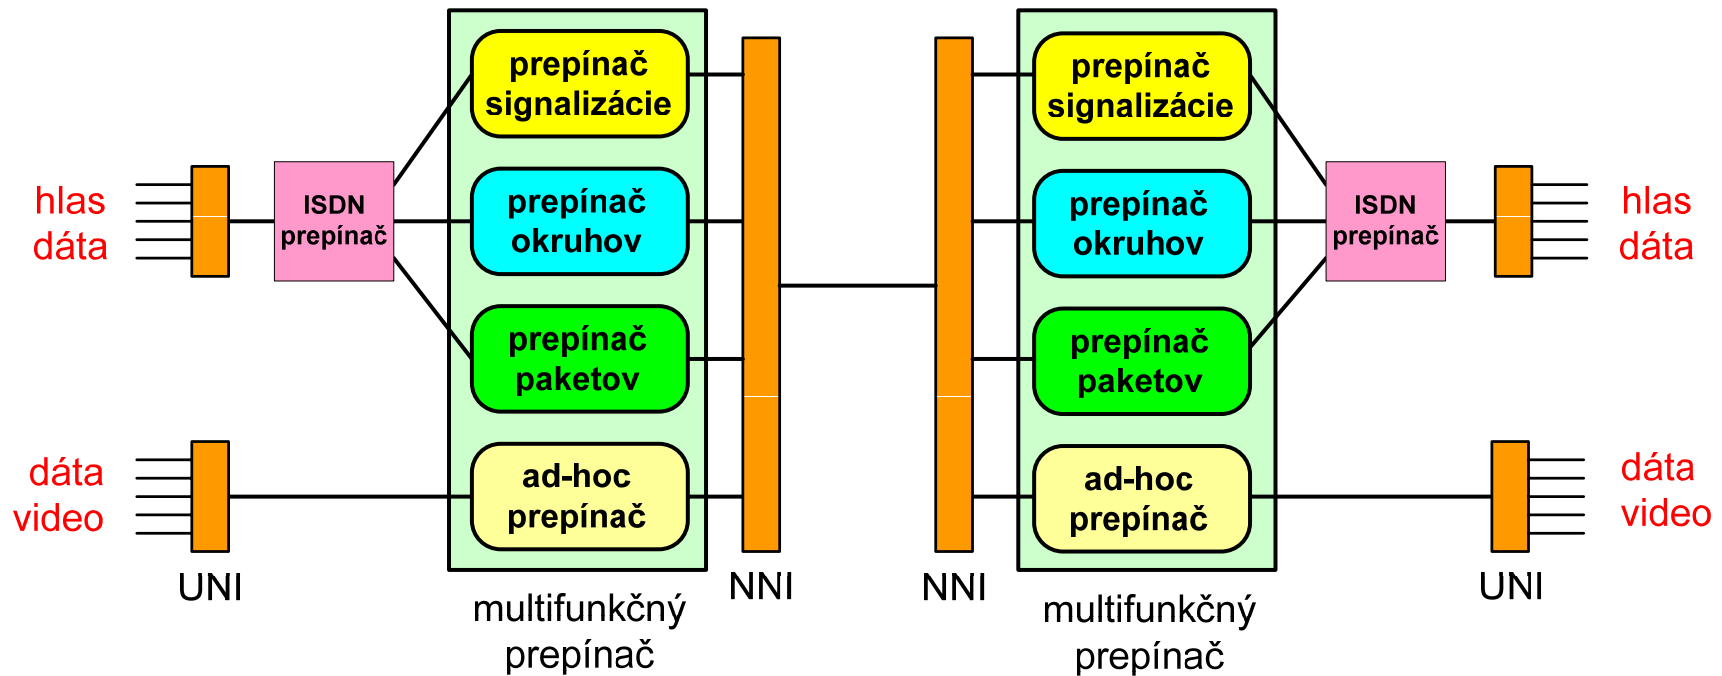 hlas
dáta
dáta
video
UNI
ISDN
prepínač
prepínač
signalizácie
prepínač
okruhov
prepínač
paketov
ad-hoc
prepínač
multifunkčný
prepínač
NNI
NNI
prepínač
signalizácie
prepínač
okruhov
prepínač
paketov
ad-hoc
prepínač
multifunkčný
prepínač
ISDN
prepínač
UNI
hlas
dáta
dáta
video